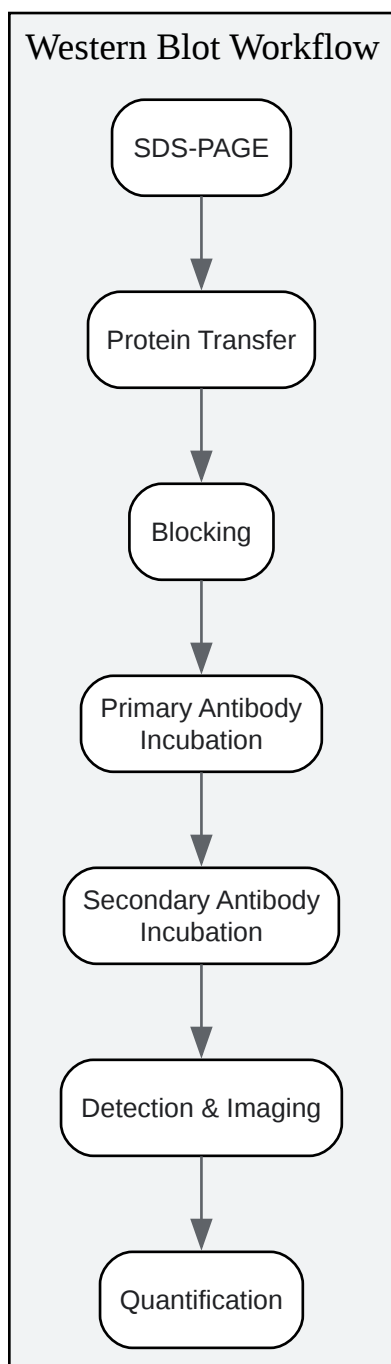 Western Blot Workflow
SDS-PAGE
Protein Transfer
Blocking
Primary Antibody
Incubation
Secondary Antibody
Incubation
Detection & Imaging
Quantification